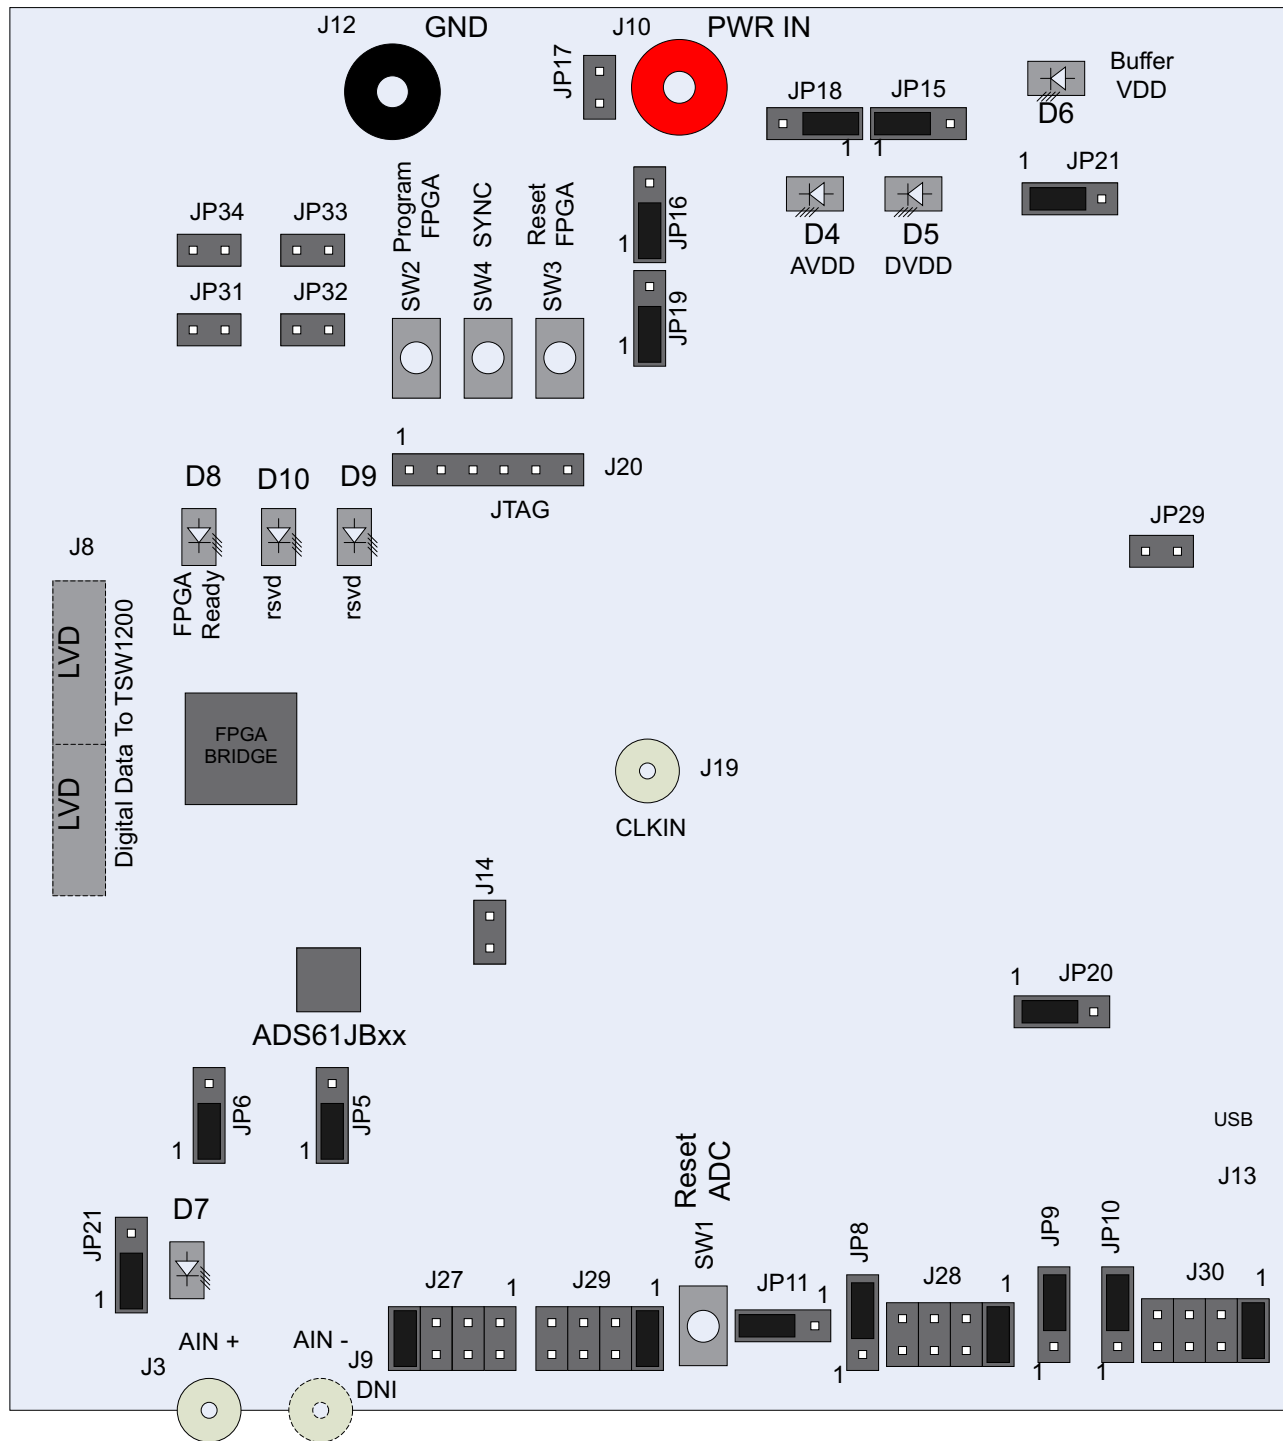 J12
GND
J10
PWR IN
JP17
JP18
JP15
Buffer
VDD
D6
1
1
1
JP21
Program
FPGA
SYNC
Reset
FPGA
JP34
JP33
SW2
SW4
SW3
1
JP16
D4
AVDD
D5
DVDD
JP31
JP32
1
JP19
1
J20
JTAG
D8
D10
D9
FPGA
Ready
rsvd
rsvd
JP29
J8
LVD
LVD
Digital Data To TSW1200
FPGA
BRIDGE
J19
CLKIN
J14
ADS61JBxx
1
JP20
1
JP6
1
JP5
USB
J13
JP21
1
D7
Reset
ADC
SW1
J27
1
J29
1
JP11
1
JP8
1
J28
1
JP9
1
JP10
1
J30
1
AIN +
J3
AIN -
J9
DNI